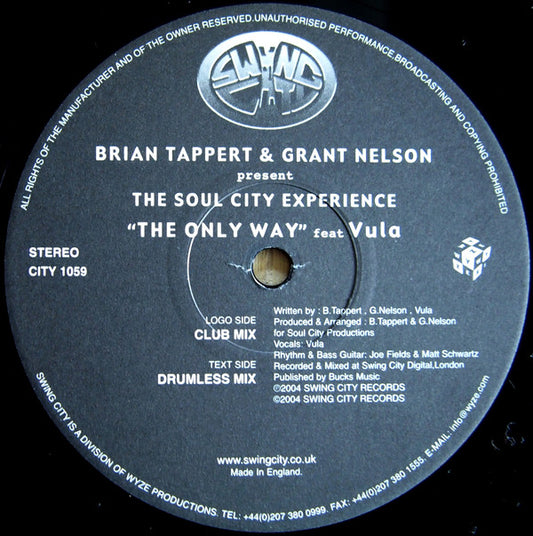 ALL RIGHTS OF THE MANUFACTURER AND OF THE OWNER RESERVED.UNAUTHORISED PERFORMANCE,BROADCASTING AND COPYING PROHIBITED
SWING
CITY
BRIAN TAPPERT & GRANT NELSON
present
THE SOUL CITY EXPERIENCE
"THE ONLY WAY" feat Vula
STEREO
CITY 1059
LOGO SIDE
CLUB MIX
TEXT SIDE
DRUMLESS MIX
Written by : B.Tappert , G.Nelson , Vula
Produced & Arranged : B.Tappert & G.Nelson
for Soul City Productions
Vocals: Vula
Rhythm & Bass Guitar: Joe Fields & Matt Schwartz
Recorded & Mixed at Swing City Digital,London
Published by Bucks Music
℗2004 SWING CITY RECORDS
©2004 SWING CITY RECORDS
www.swingcity.co.uk
Made in England.
SWING CITY IS A DIVISION OF WYZE PRODUCTIONS. TEL: +44(0)207 380 0999. FAX: +44(0)207 380 1555. E-MAIL: info@wyze.com